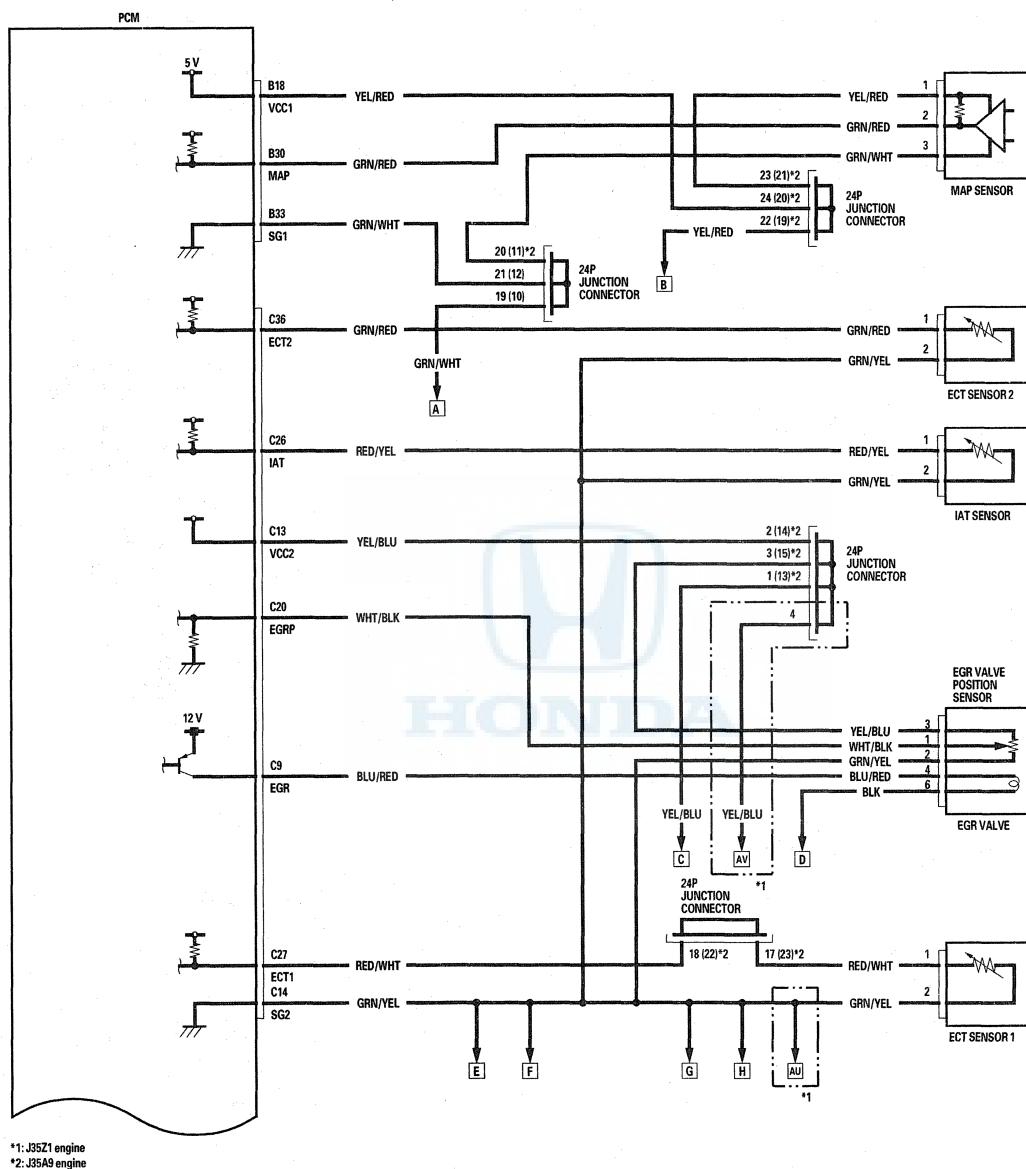 PCM
5 V
B18
VCC1
YEL/RED
YEL/RED
1
GRN/RED
2
GRN/WHT
3
MAP SENSOR
B30
MAP
GRN/RED
23 (21)*2
24 (20)*2
22 (19)*2
24P
JUNCTION
CONNECTOR
YEL/RED
B
B33
SG1
GRN/WHT
20 (11)*2
21 (12)
19 (10)
24P
JUNCTION
CONNECTOR
GRN/WHT
A
C36
ECT2
GRN/RED
GRN/RED
1
GRN/YEL
2
ECT SENSOR 2
C26
IAT
RED/YEL
RED/YEL
1
GRN/YEL
2
IAT SENSOR
C13
VCC2
YEL/BLU
2 (14)*2
3 (15)*2
1 (13)*2
4
24P
JUNCTION
CONNECTOR
C20
EGRP
WHT/BLK
HONDA
EGR VALVE
POSITION
SENSOR
12 V
C9
EGR
BLU/RED
YEL/BLU
3
WHT/BLK
1
GRN/YEL
2
BLU/RED
4
BLK
6
EGR VALVE
YEL/BLU
YEL/BLU
C
AV
D
*1
24P
JUNCTION
CONNECTOR
18 (22)*2
17 (23)*2
C27
ECT1
RED/WHT
RED/WHT
1
C14
SG2
GRN/YEL
GRN/YEL
2
ECT SENSOR 1
E
F
G
H
AU
*1
*1: J35Z1 engine
*2: J35A9 engine